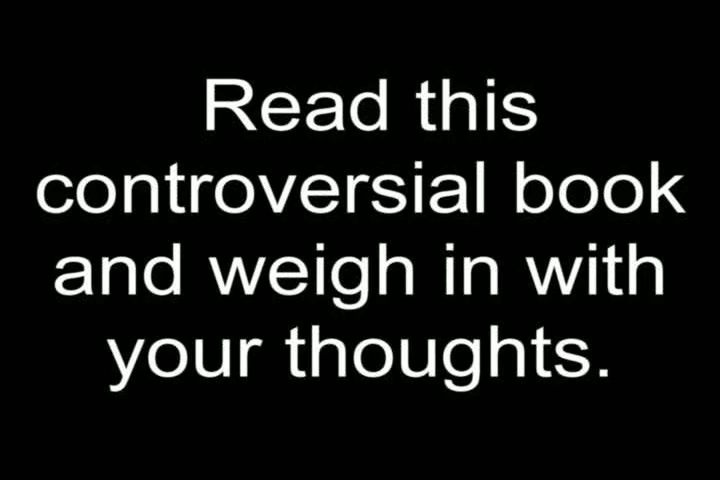 Read this
controversial book
and weigh in with
your thoughts.